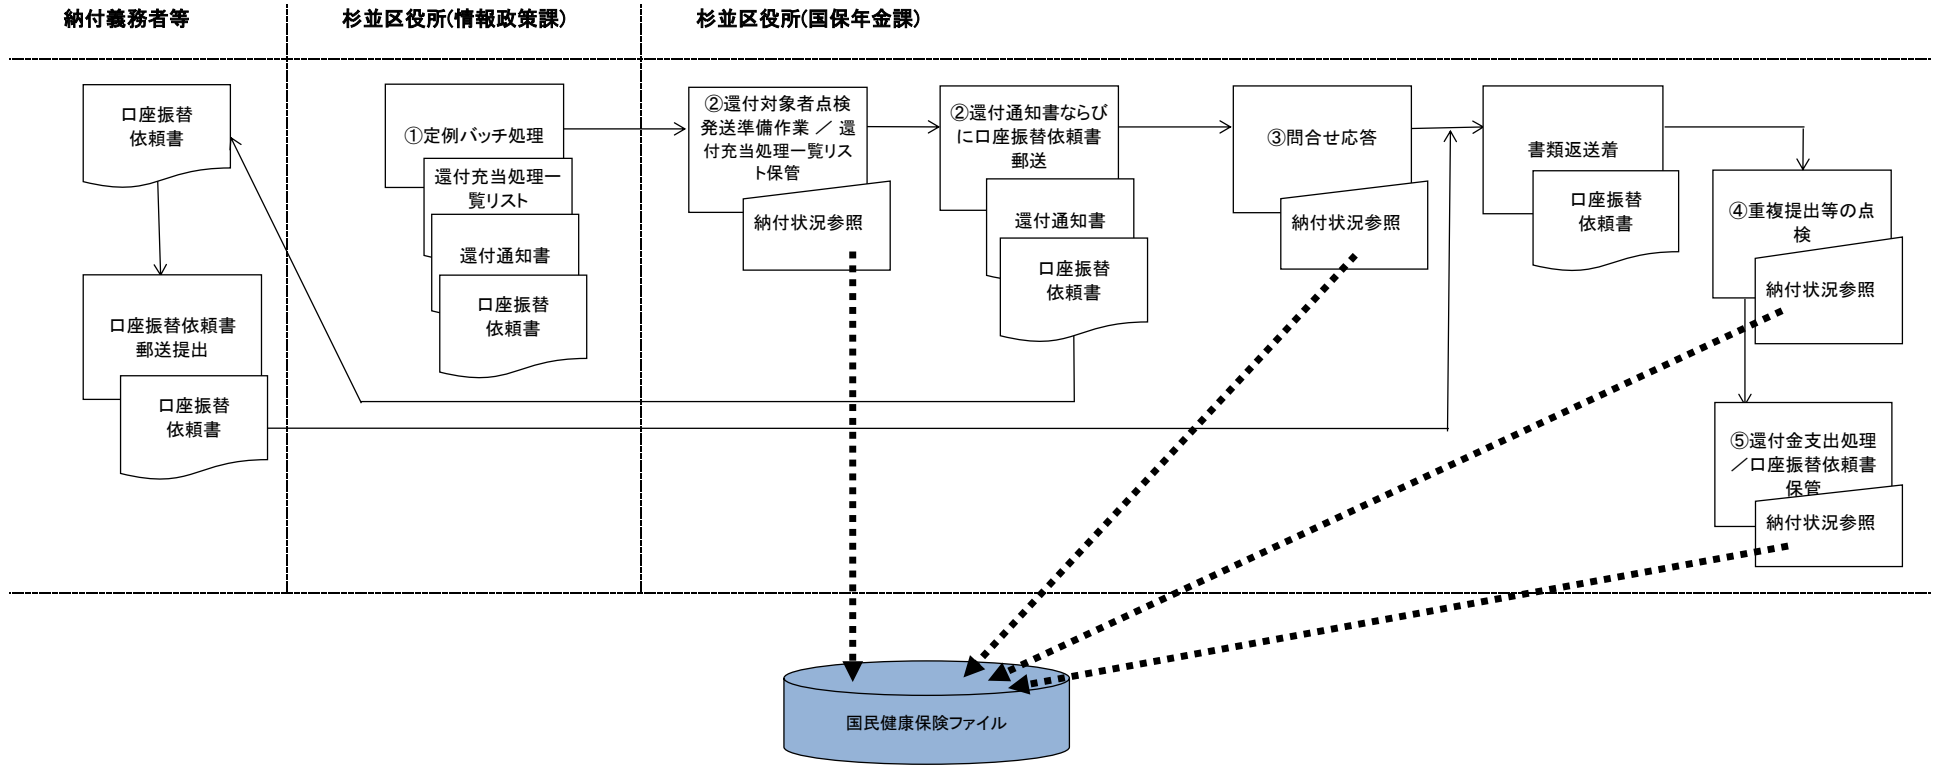 納付義務者等
杉並区役所(情報政策課)
杉並区役所(国保年金課)
口座振替
依頼書
口座振替依頼書
郵送提出
口座振替
依頼書
①定例バッチ処理
還付充当処理一
覧リスト
還付通知書
口座振替
依頼書
②還付対象者点検
発送準備作業 ／ 還
付充当処理一覧リス
ト保管
納付状況参照
②還付通知書ならび
に口座振替依頼書
郵送
還付通知書
口座振替
依頼書
③問合せ応答
納付状況参照
書類返送着
口座振替
依頼書
④重複提出等の点
検
納付状況参照
⑤還付金支出処理
／口座振替依頼書
保管
納付状況参照
国民健康保険ファイル